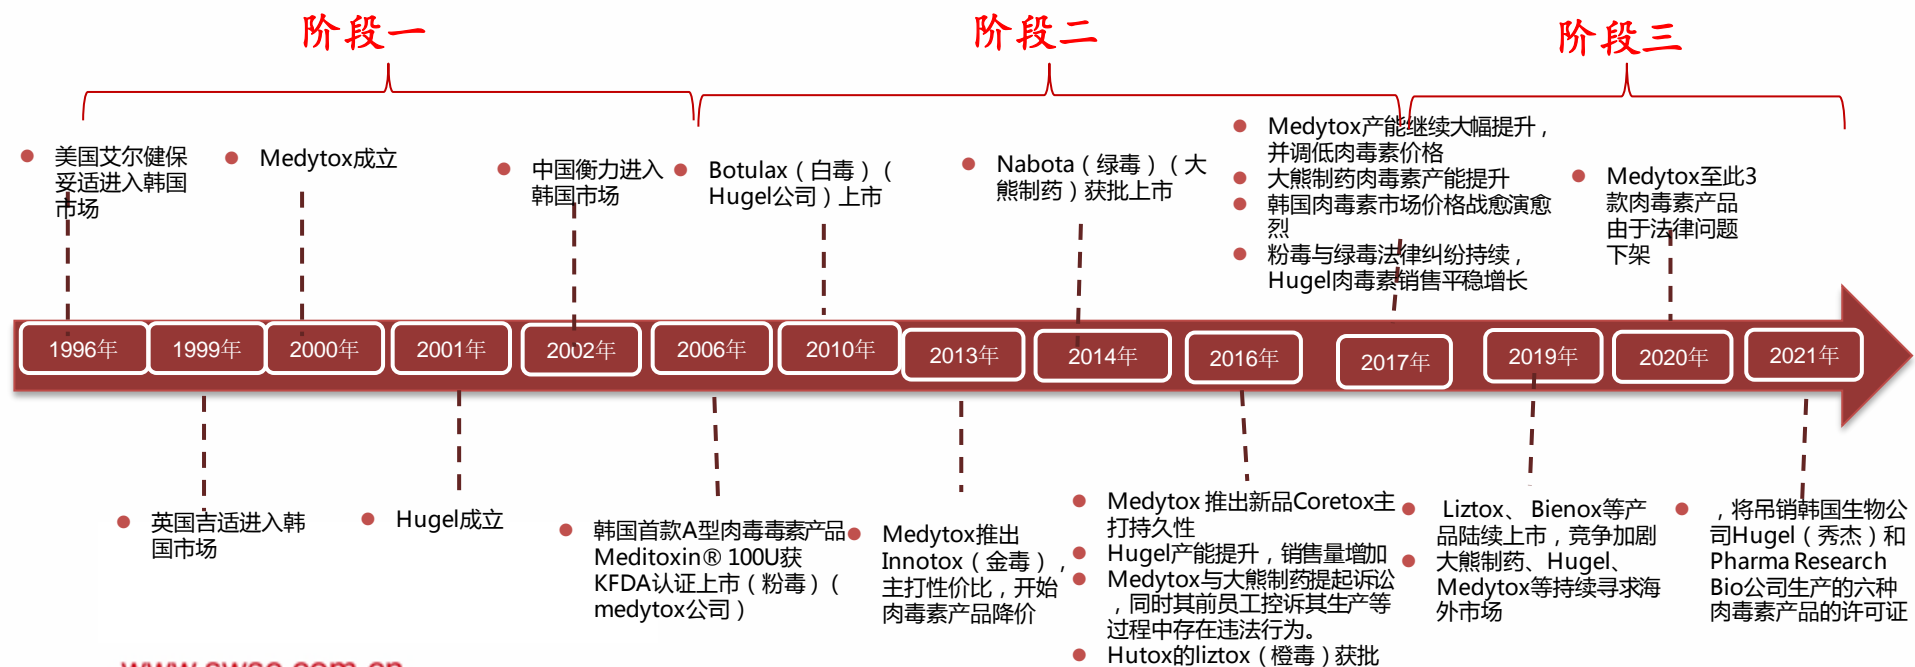 阶段一
阶段二
阶段三
美国艾尔健保
妥适进入韩国
市场
Medytox成立
中国衡力进入
韩国市场
Botulax（白毒）（
Hugel公司）上市
Nabota（绿毒）（大
熊制药）获批上市
Medytox产能继续大幅提升，
并调低肉毒素价格
大熊制药肉毒素产能提升
韩国肉毒素市场价格战愈演愈
烈
粉毒与绿毒法律纠纷持续，
Hugel肉毒素销售平稳增长
Medytox至此3
款肉毒素产品
由于法律问题
下架
1996年
1999年
2000年
2001年
2002年
2006年
2010年
2013年
2014年
2016年
2017年
2019年
2020年
2021年
英国吉适进入韩
国市场
Hugel成立
韩国首款A型肉毒毒素产品
Meditoxin® 100U获
KFDA认证上市（粉毒）（
medytox公司）
Medytox推出
Innotox（金毒），
主打性价比，开始
肉毒素产品降价
Medytox 推出新品Coretox主
打持久性
Hugel产能提升，销售量增加
Medytox与大熊制药提起诉讼
，同时其前员工控诉其生产等
过程中存在违法行为。
Hutox的liztox（橙毒）获批
Liztox、Bienox等产
品陆续上市，竞争加剧
大熊制药、Hugel、
Medytox等持续寻求海
外市场
，将吊销韩国生物公
司Hugel（秀杰）和
Pharma Research
Bio公司生产的六种
肉毒素产品的许可证